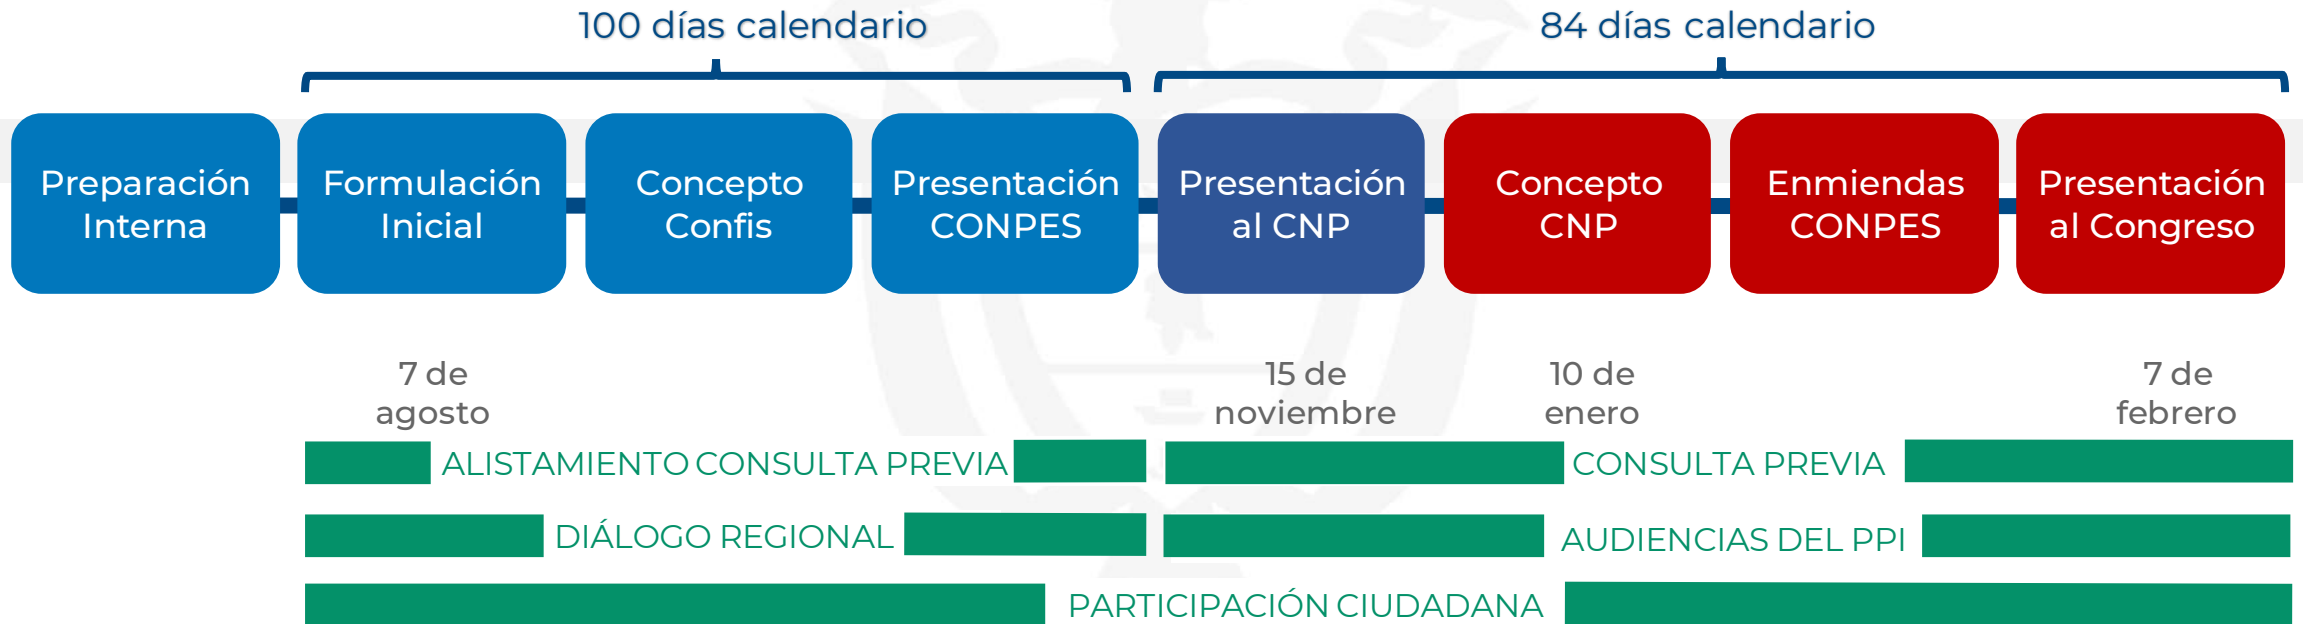 100 días calendario
84 días calendario
Preparación
Interna
Formulación
Inicial
Concepto
Confis
Presentación
CONPES
Presentación
al CNP
Concepto
CNP
Enmiendas
CONPES
Presentación
al Congreso
7 de
agosto
15 de
noviembre
10 de
enero
7 de
febrero
ALISTAMIENTO CONSULTA PREVIA
CONSULTA PREVIA
DIÁLOGO REGIONAL
AUDIENCIAS DEL PPI
PARTICIPACIÓN CIUDADANA